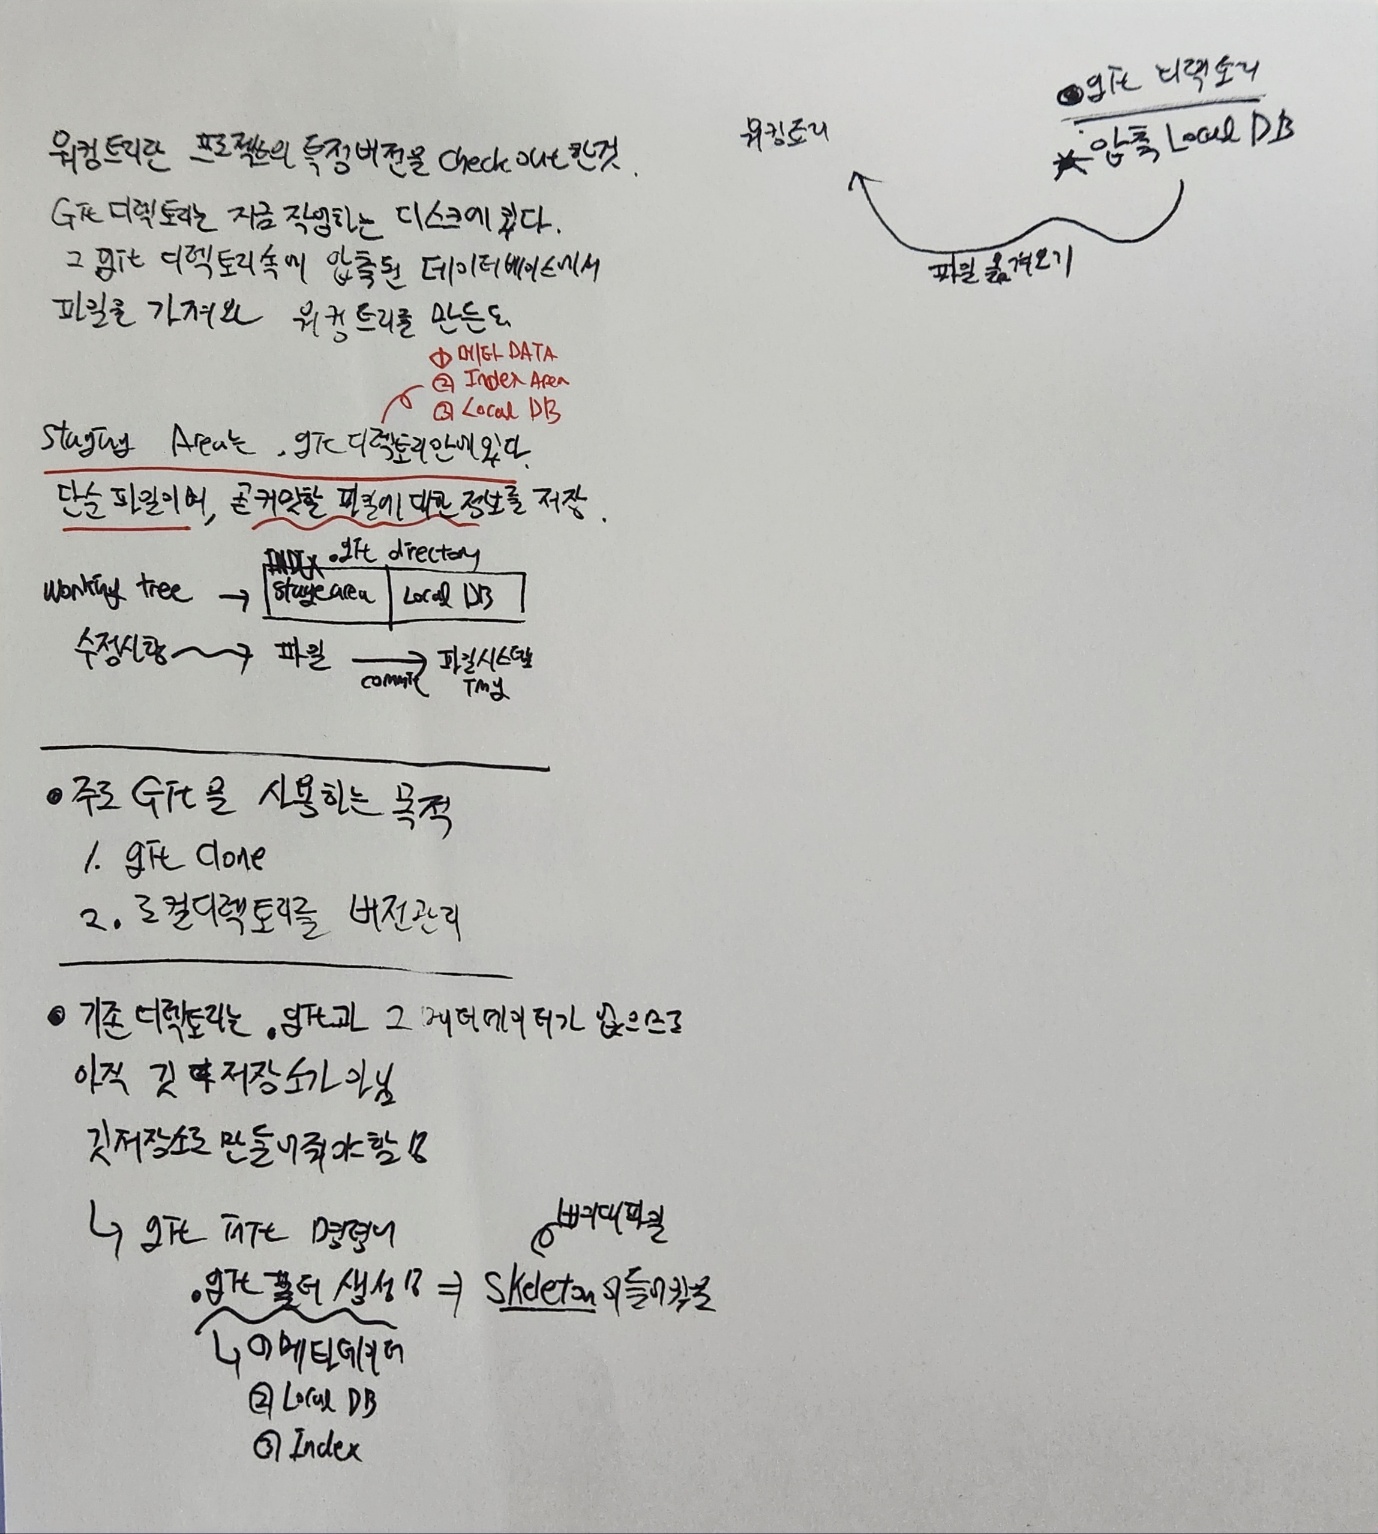 워킹트리란 프로젝트의 특정버전을 Check out 한것.
Git 디렉토리는 지금 작업하는 디스크에 있다.
그 git 디렉토리속에 압축된 데이터베이스에서
파일을 가져와 워킹트리를 만든다
① 메타 DATA
② Index Area
③ Local DB
Staging Area는 .git 디렉토리안에 있다.
단순 파일이며, 곧 커밋할 파일에 대한 정보를 저장.
INDEX .git directory
working tree → stage area Local DB
수정사항 → 파일 → 파일시스템
commit
● 주로 Git을 사용하는 목적
1. git clone
2. 로컬디렉토리를 버전관리
● 기존 디렉토리는 .git과 그 메타데이터가 없으므로
아직 깃 저장소가 아님
깃저장소로 만들어줘야함
↳ git init 명령어
.git 폴더 생성 ⇒ Skeleton
↳ ① 메타데이터
② Local DB
③ Index
뼈대파일
워킹트리
● git 디렉토리
★ 압축 Local DB
파일 옮겨오기